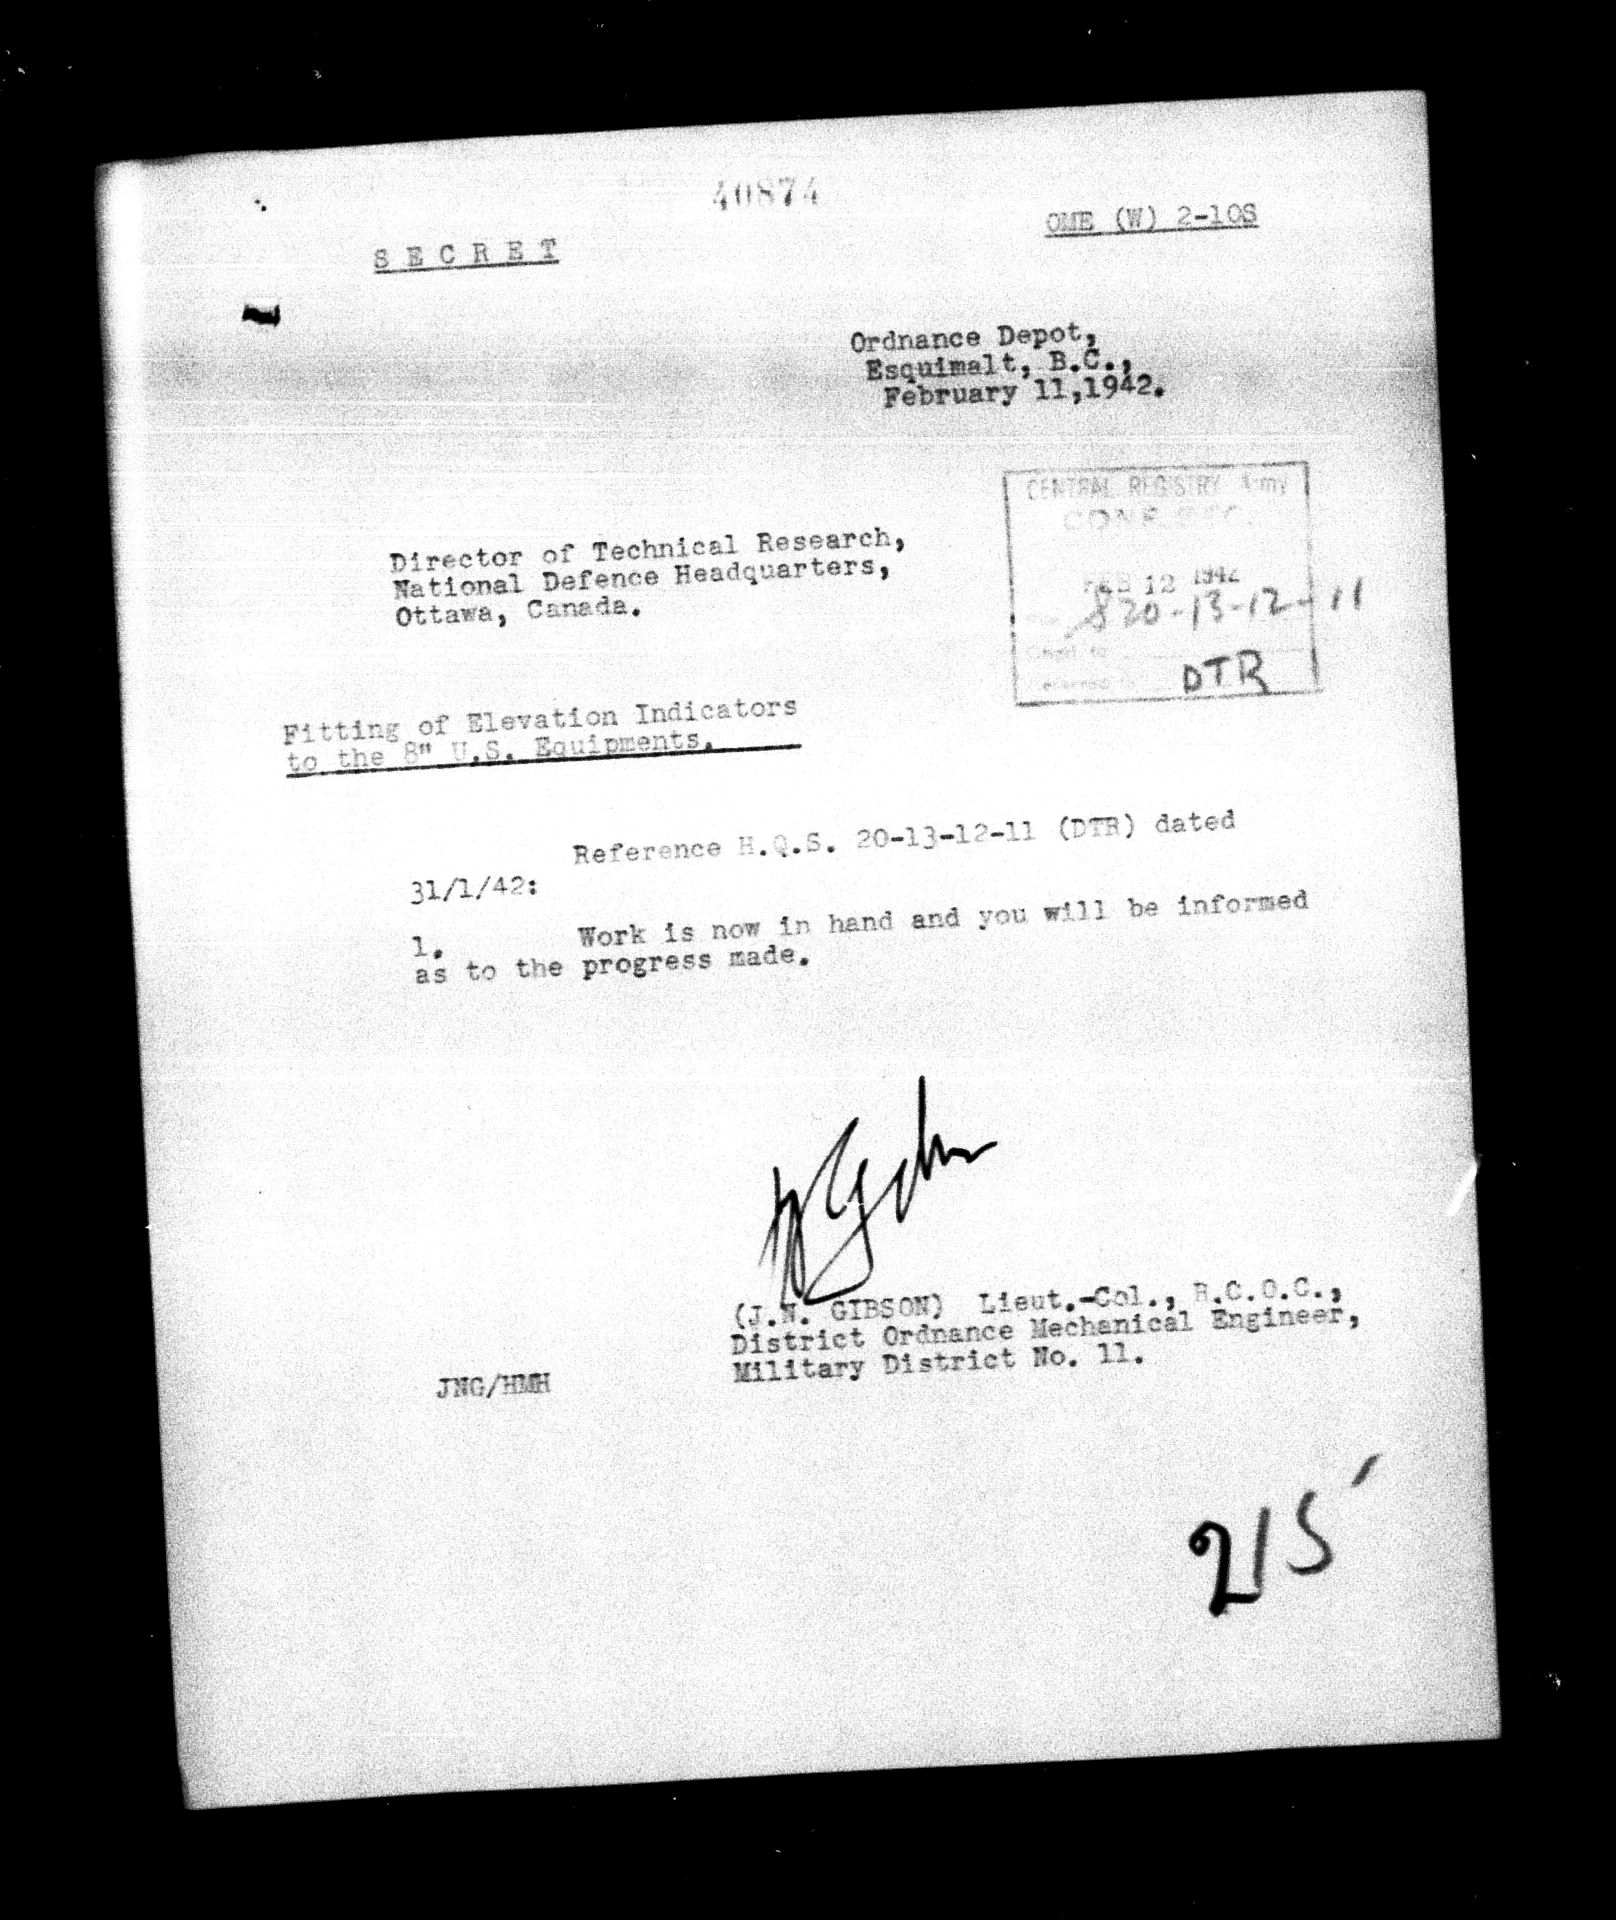 40874
OME (W) 2-10S
S E C R E T
Ordnance Depot,
Esquimalt, B.C.,
February 11,1942.
CENTRAL REGISTRY Army
FEB 12 1942
820-13-12-11
DTR
Director of Technical Research,
National Defence Headquarters,
Ottawa, Canada.
Fitting of Elevation Indicators
to the 8" U.S. Equipments.
Reference H.Q.S. 20-13-12-11 (DTR) dated
31/1/42:
1. Work is now in hand and you will be informed
as to the progress made.
(J.N. GIBSON) Lieut.-Col., R.C.O.C.,
District Ordnance Mechanical Engineer,
Military District No. 11.
JNG/HMH
215